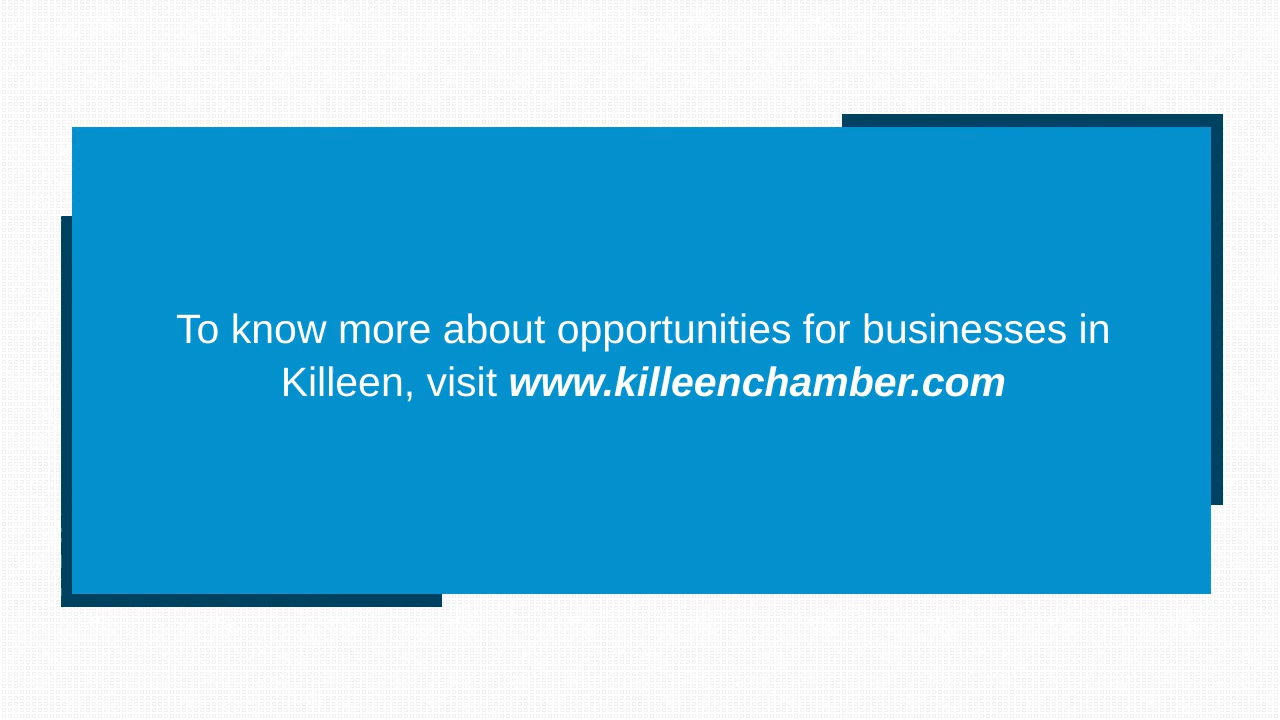 To know more about opportunities for businesses in
Killeen, visit www.killeenchamber.com